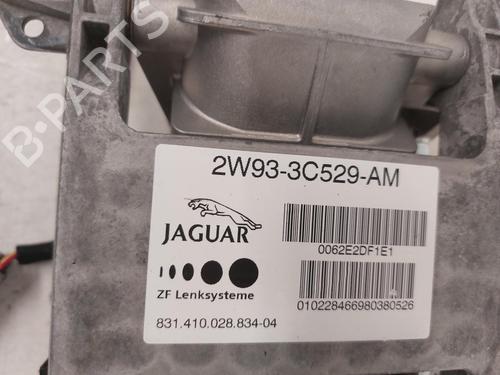 B-PARTS
2W93-3C529-AM
JAGUAR
0062E2DF1E1
ZF Lenksysteme
010228466980380526
831.410.028.834-04